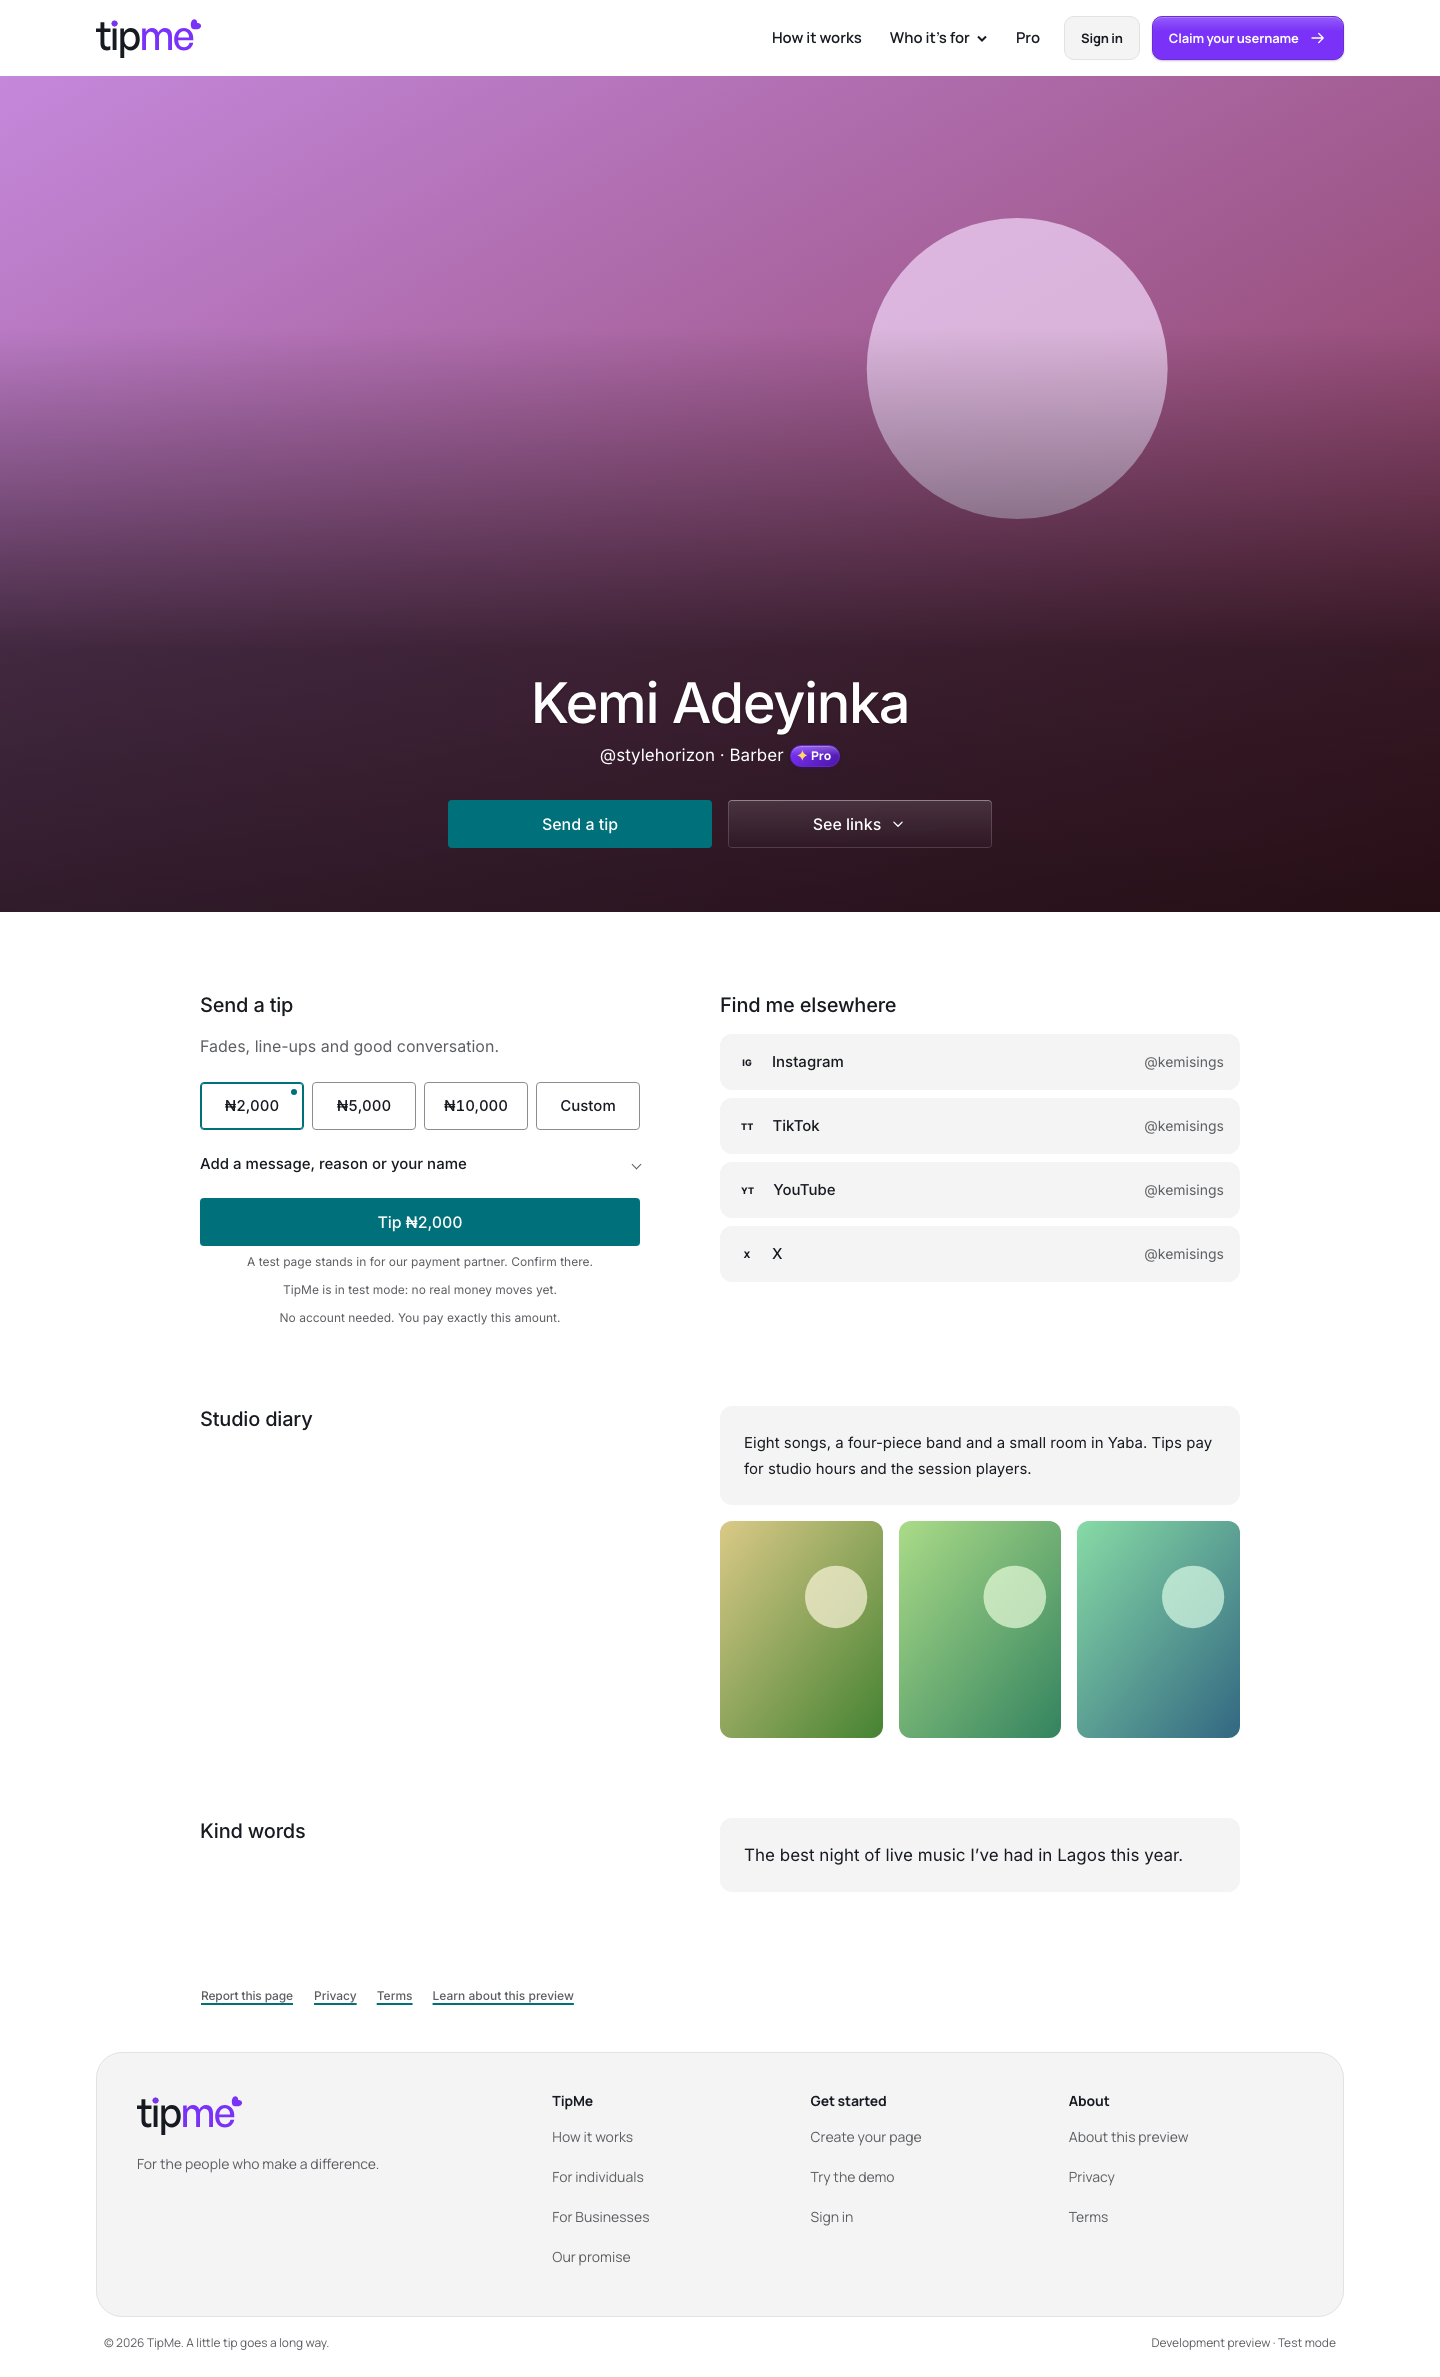 tipme
How it works
Who it's for
Pro
Sign in
Claim your username
Kemi Adeyinka
@stylehorizon · Barber
Pro
Send a tip
See links
Send a tip
Fades, line-ups and good conversation.
₦2,000
₦5,000
₦10,000
Custom
Add a message, reason or your name
Tip ₦2,000
A test page stands in for our payment partner. Confirm there.
TipMe is in test mode: no real money moves yet.
No account needed. You pay exactly this amount.
Find me elsewhere
IG Instagram @kemisings
TT TikTok @kemisings
YT YouTube @kemisings
X X @kemisings
Studio diary
Eight songs, a four-piece band and a small room in Yaba. Tips pay
for studio hours and the session players.
Kind words
The best night of live music I’ve had in Lagos this year.
Report this page
Privacy
Terms
Learn about this preview
tipme
For the people who make a difference.
TipMe
How it works
For individuals
For Businesses
Our promise
Get started
Create your page
Try the demo
Sign in
About
About this preview
Privacy
Terms
© 2026 TipMe. A little tip goes a long way.
Development preview · Test mode